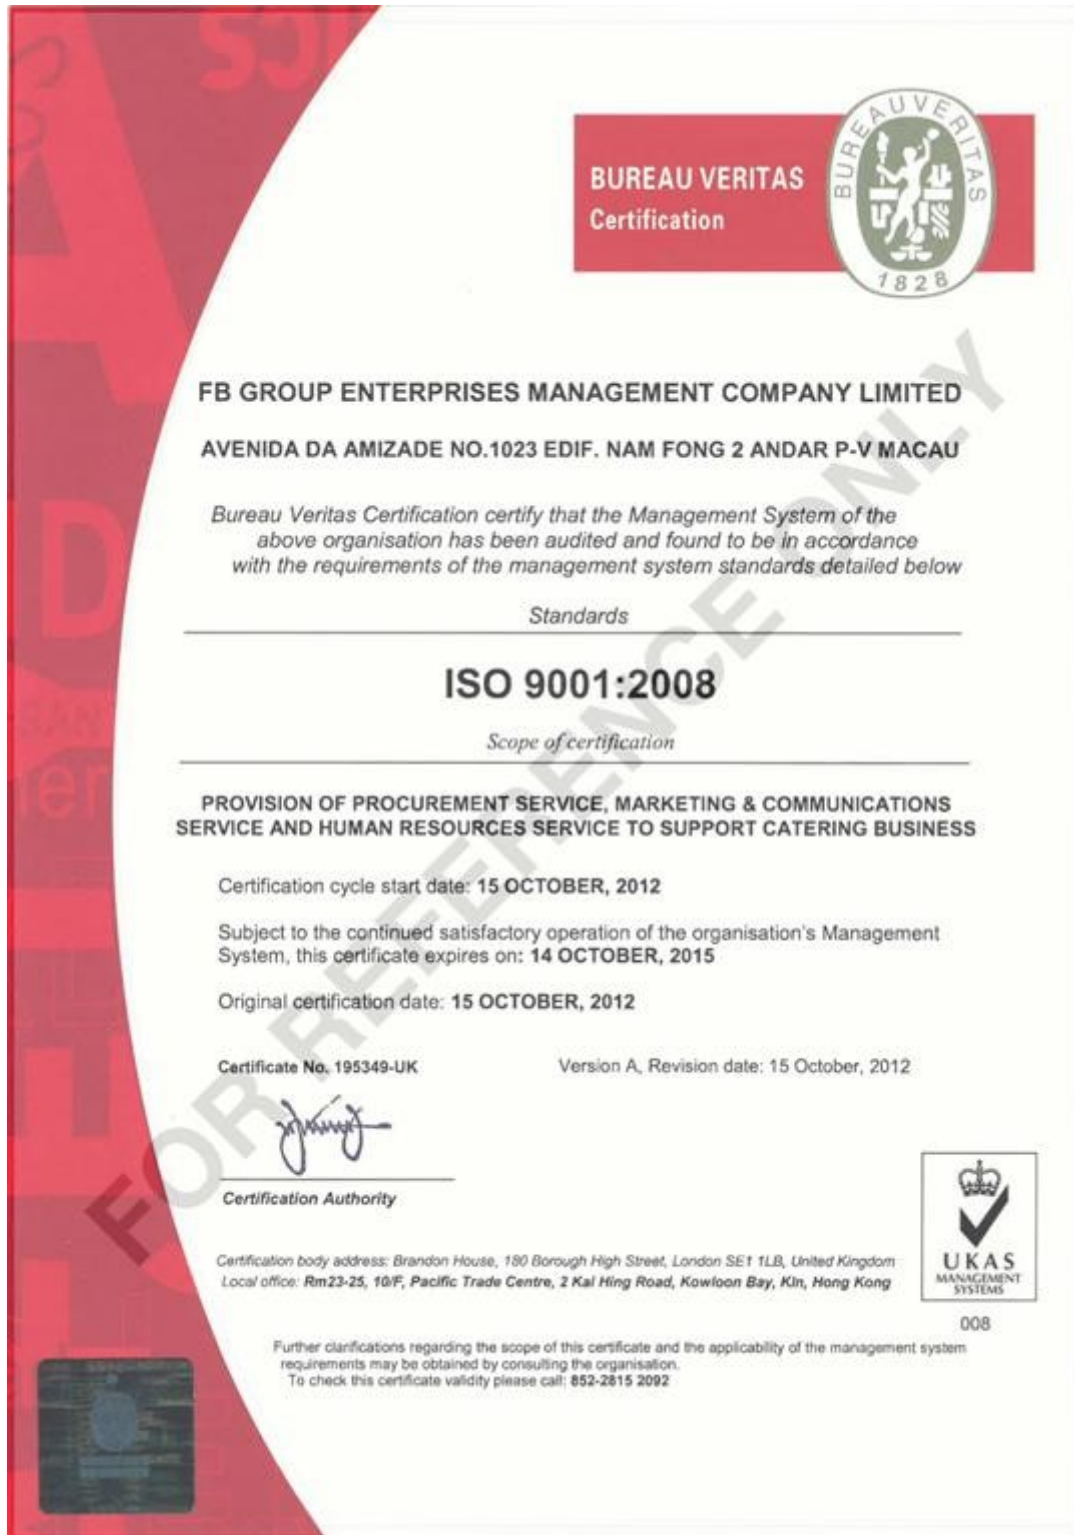 BUREAU VERITAS
Certification
BUREAU VERITAS
1828
FB GROUP ENTERPRISES MANAGEMENT COMPANY LIMITED
AVENIDA DA AMIZADE NO.1023 EDIF. NAM FONG 2 ANDAR P-V MACAU
Bureau Veritas Certification certify that the Management System of the
above organisation has been audited and found to be in accordance
with the requirements of the management system standards detailed below
Standards
ISO 9001:2008
Scope of certification
PROVISION OF PROCUREMENT SERVICE, MARKETING & COMMUNICATIONS
SERVICE AND HUMAN RESOURCES SERVICE TO SUPPORT CATERING BUSINESS
Certification cycle start date: 15 OCTOBER, 2012
Subject to the continued satisfactory operation of the organisation's Management
System, this certificate expires on: 14 OCTOBER, 2015
Original certification date: 15 OCTOBER, 2012
Certificate No. 195349-UK Version A, Revision date: 15 October, 2012
Certification Authority
Certification body address: Brandon House, 180 Borough High Street, London SE1 1LB, United Kingdom
Local office: Rm23-25, 10/F, Pacific Trade Centre, 2 Kai Hing Road, Kowloon Bay, Kln, Hong Kong
UKAS
MANAGEMENT
SYSTEMS
008
Further clarifications regarding the scope of this certificate and the applicability of the management system
requirements may be obtained by consulting the organisation.
To check this certificate validity please call: 852-2815 2092
FOR REFERENCE ONLY